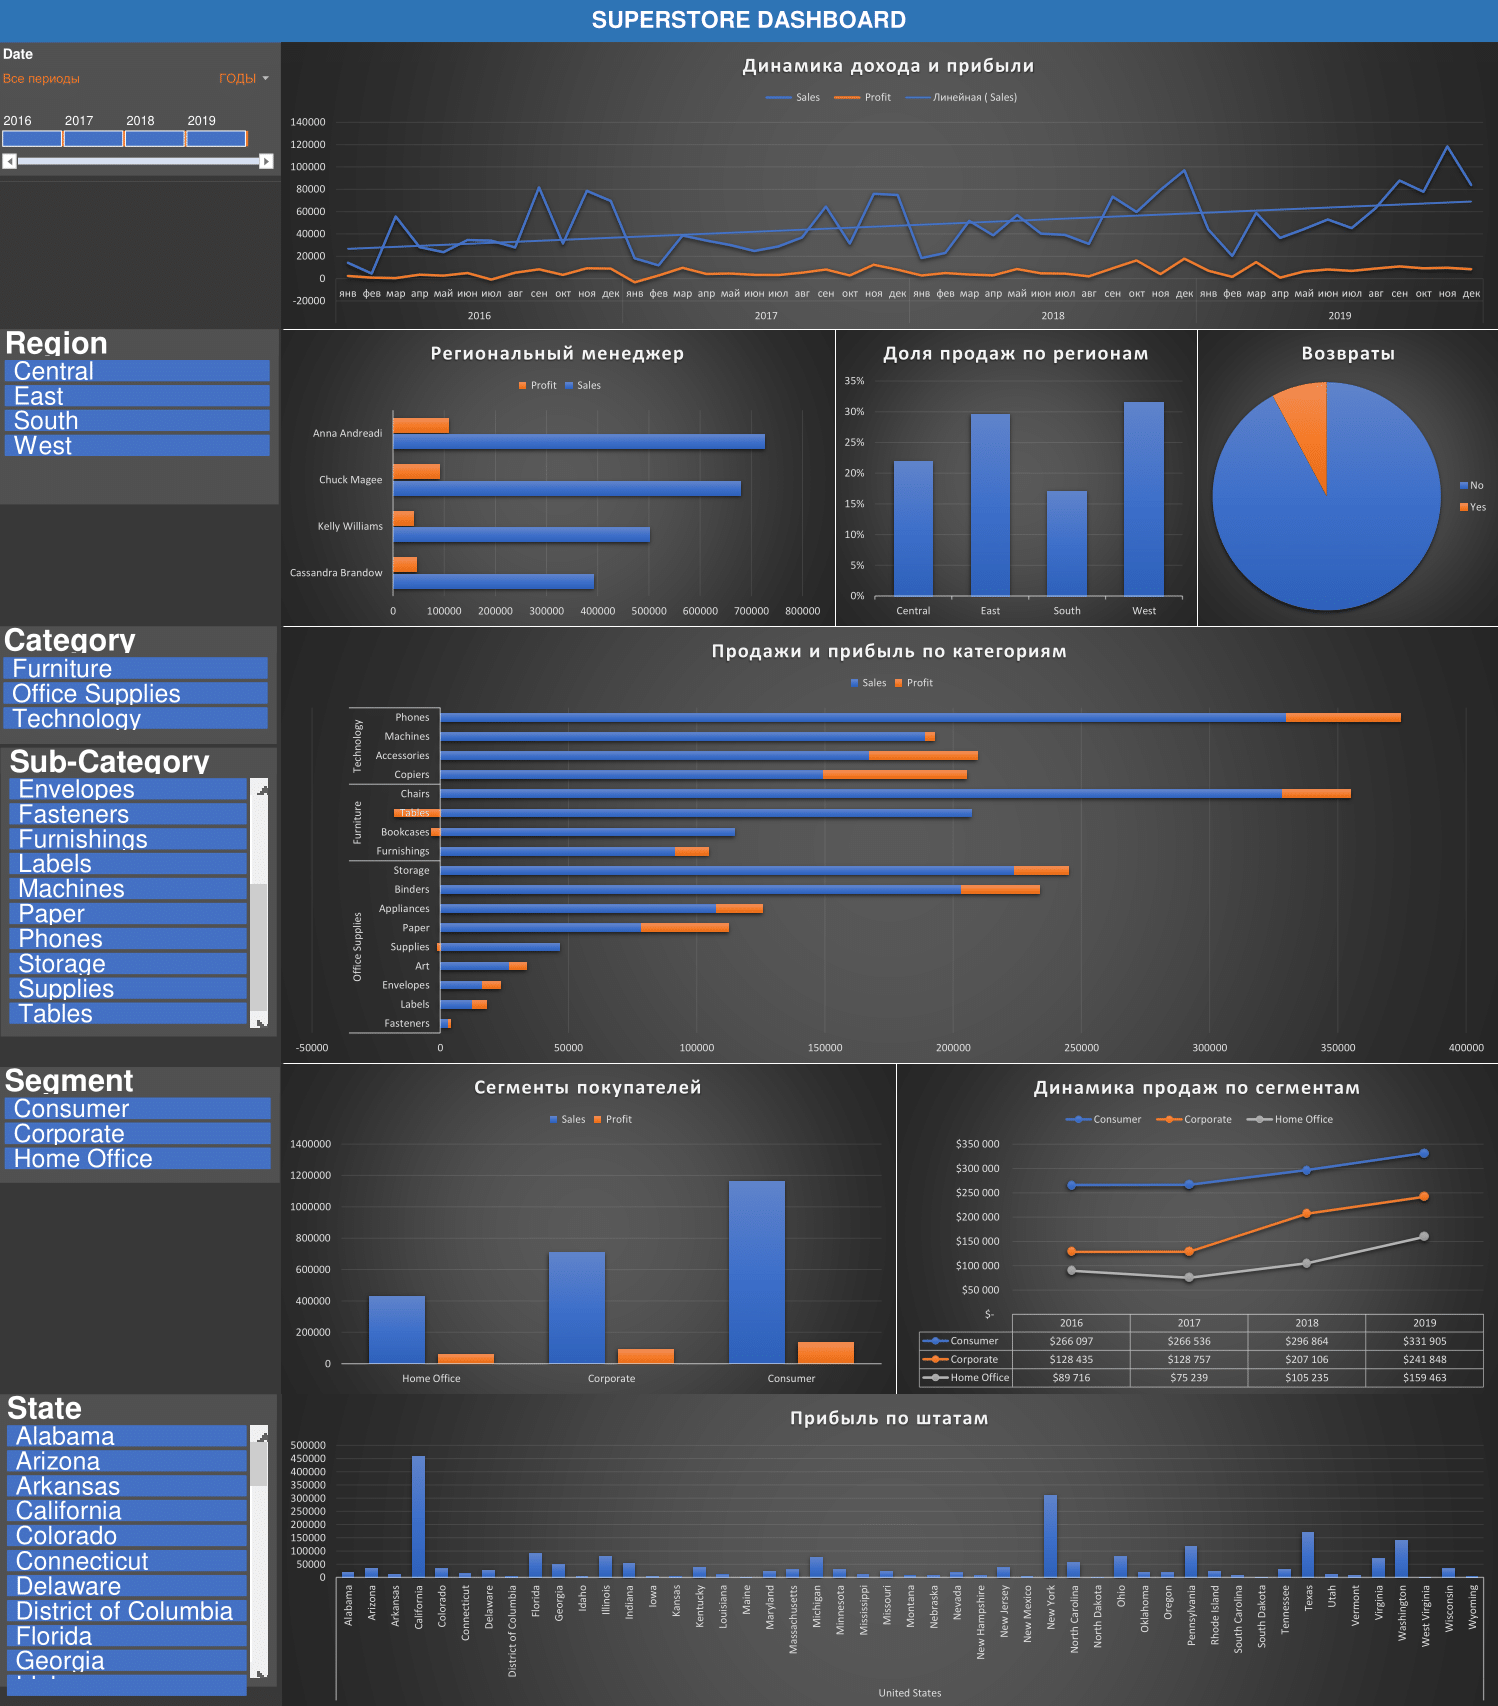 SUPERSTORE DASHBOARD
Date
Все периоды
ГОДЫ
2016 2017 2018 2019
Динамика дохода и прибыли
Sales Profit Линейная ( Sales)
140000
120000
100000
80000
60000
40000
20000
0
-20000
янв фев мар апр май июн июл авг сен окт ноя дек янв фев мар апр май июн июл авг сен окт ноя дек янв фев мар апр май июн июл авг сен окт ноя дек янв фев мар апр май июн июл авг сен окт ноя дек
2016 2017 2018 2019
Region
Central
East
South
West
Региональный менеджер
Profit Sales
Anna Andreadi
Chuck Magee
Kelly Williams
Cassandra Brandow
0 100000 200000 300000 400000 500000 600000 700000 800000
Доля продаж по регионам
35%
30%
25%
20%
15%
10%
5%
0%
Central East South West
Возвраты
No
Yes
Category
Furniture
Office Supplies
Technology
Sub-Category
Envelopes
Fasteners
Furnishings
Labels
Machines
Paper
Phones
Storage
Supplies
Tables
Продажи и прибыль по категориям
Sales Profit
Technology
Phones
Machines
Accessories
Copiers
Furniture
Chairs
Tables
Bookcases
Furnishings
Office Supplies
Storage
Binders
Appliances
Paper
Supplies
Art
Envelopes
Labels
Fasteners
-50000 0 50000 100000 150000 200000 250000 300000 350000 400000
Segment
Consumer
Corporate
Home Office
Сегменты покупателей
Sales Profit
1400000
1200000
1000000
800000
600000
400000
200000
0
Home Office Corporate Consumer
Динамика продаж по сегментам
Consumer Corporate Home Office
$350 000
$300 000
$250 000
$200 000
$150 000
$100 000
$50 000
$-
2016 2017 2018 2019
Consumer $266 097 $266 536 $296 864 $331 905
Corporate $128 435 $128 757 $207 106 $241 848
Home Office $89 716 $75 239 $105 235 $159 463
State
Alabama
Arizona
Arkansas
California
Colorado
Connecticut
Delaware
District of Columbia
Florida
Georgia
Прибыль по штатам
500000
450000
400000
350000
300000
250000
200000
150000
100000
50000
0
Alabama
Arizona
Arkansas
California
Colorado
Connecticut
Delaware
District of Columbia
Florida
Georgia
Idaho
Illinois
Indiana
Iowa
Kansas
Kentucky
Louisiana
Maine
Maryland
Massachusetts
Michigan
Minnesota
Mississippi
Missouri
Montana
Nebraska
Nevada
New Hampshire
New Jersey
New Mexico
New York
North Carolina
North Dakota
Ohio
Oklahoma
Oregon
Pennsylvania
Rhode Island
South Carolina
South Dakota
Tennessee
Texas
Utah
Vermont
Virginia
Washington
West Virginia
Wisconsin
Wyoming
United States